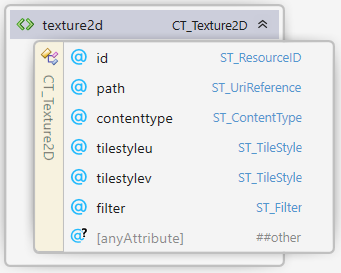 texture2d CT_Texture2D
CT_Texture2D
@ id ST_ResourceID
@ path ST_UriReference
@ contenttype ST_ContentType
@ tilestyleu ST_TileStyle
@ tilestylev ST_TileStyle
@ filter ST_Filter
@? [anyAttribute] ##other